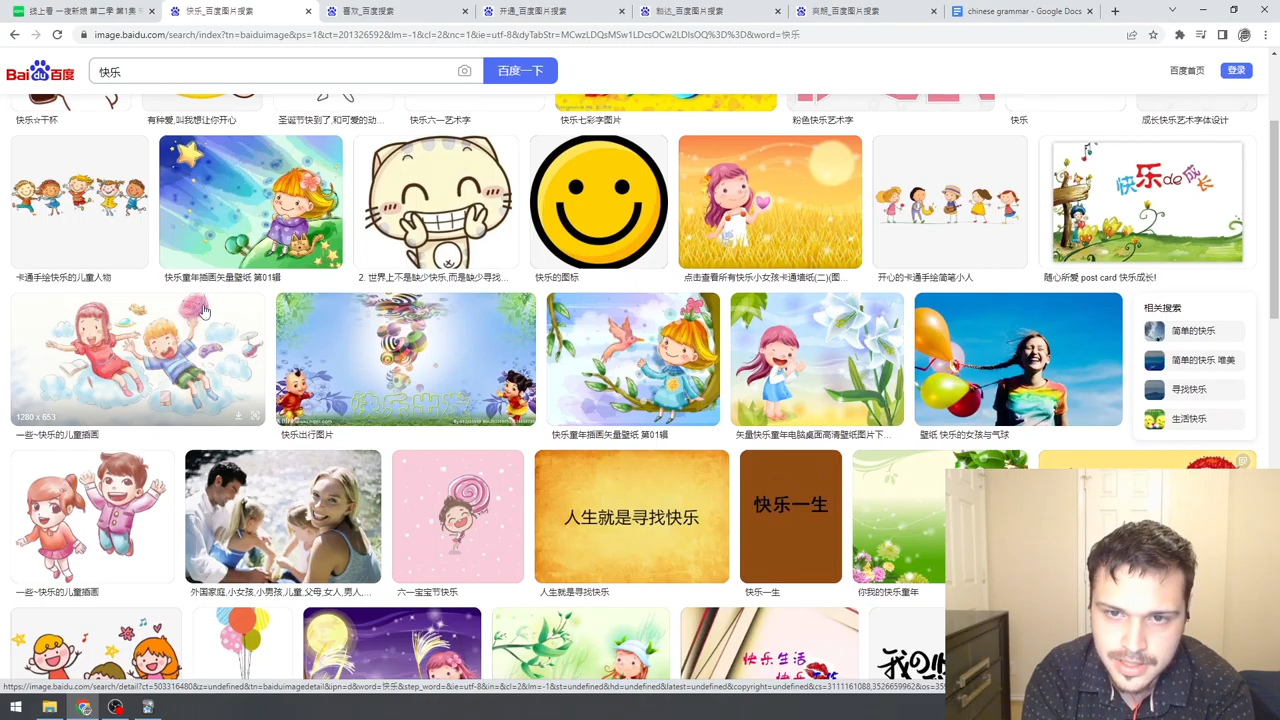 快乐_百度图片搜索
喜欢_百度搜索
开通_百度图片搜索
豁达_百度图片搜索
爽朗_百度图片搜索
chinese grammar - Google Docs
image.baidu.com/search/index?tn=baiduimage&ps=1&ct=201326592&lm=-1&cl=2&nc=1&ie=utf-8&dyTabStr=MCwzLDQsMSw1LDcsOCw2LDIsOQ%3D%3D&word=快乐
Bai du 百度
快乐
百度一下
百度首页
登录
快乐☆干杯
有种爱,叫我想让你开心
圣诞节快到了,和可爱的动...
快乐六一艺术字
快乐七彩字图片
粉色快乐艺术字
快乐
成长快乐艺术字体设计
快乐de成长
卡通手绘快乐的儿童人物
快乐童年插画矢量壁纸 第01辑
2. 世界上不是缺少快乐,而是缺少寻找...
快乐的图标
点击查看所有快乐小女孩卡通墙纸(二)(图...
开心的卡通手绘简笔小人
随心所爱 post card 快乐成长!
1280 x 653
快乐出发
相关搜索
简单的快乐
简单的快乐 唯美
寻找快乐
生活快乐
一些~快乐的儿童插画
快乐出行图片
快乐童年插画矢量壁纸 第01辑
矢量快乐童年电脑桌面高清壁纸图片下...
壁纸 快乐的女孩与气球
人生就是寻找快乐
快乐一生
一些~快乐的儿童插画
外国家庭,小女孩,小男孩,儿童,父母,女人,男人,...
六一宝宝节快乐
人生就是寻找快乐
快乐一生
你我的快乐童年
快乐生活
我的快